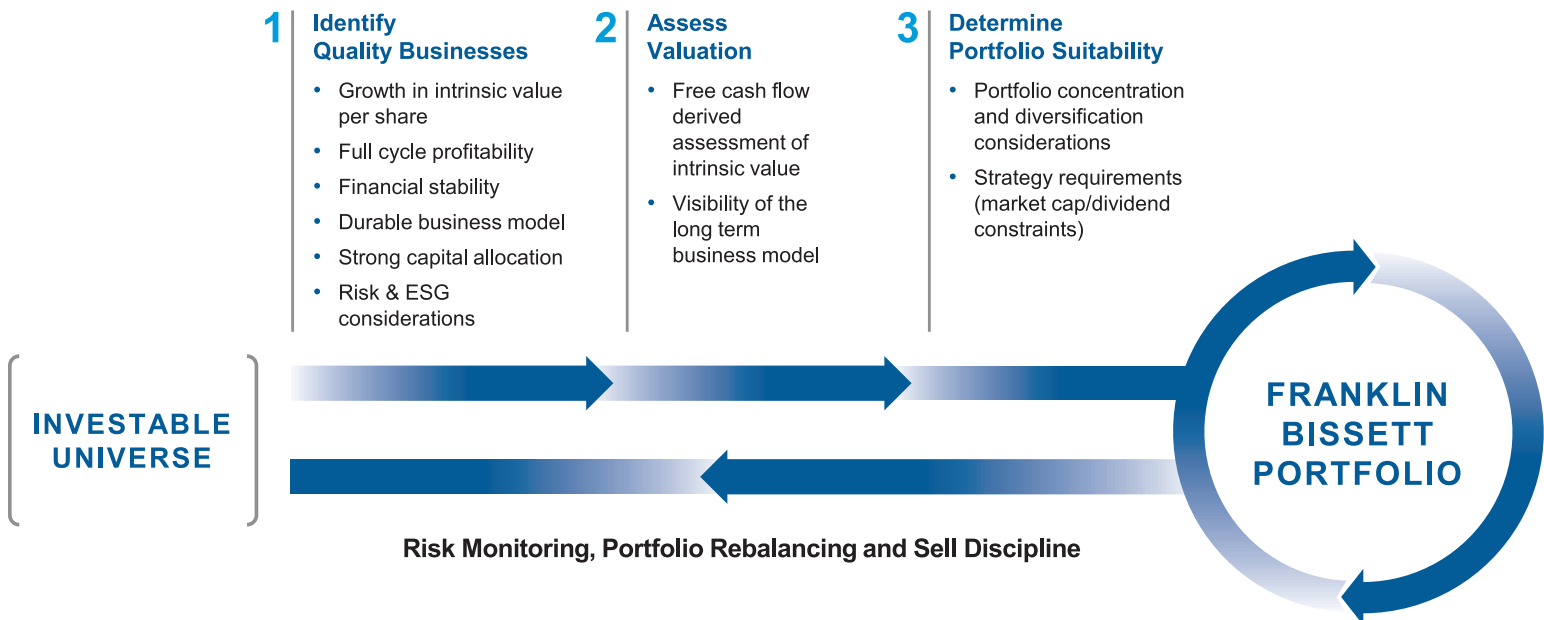 1
Identify
Quality Businesses
• Growth in intrinsic value
per share
• Full cycle profitability
• Financial stability
• Durable business model
• Strong capital allocation
• Risk & ESG
considerations
2
Assess
Valuation
• Free cash flow
derived
assessment of
intrinsic value
• Visibility of the
long term
business model
3
Determine
Portfolio Suitability
• Portfolio concentration
and diversification
considerations
• Strategy requirements
(market cap/dividend
constraints)
INVESTABLE
UNIVERSE
FRANKLIN
BISSETT
PORTFOLIO
Risk Monitoring, Portfolio Rebalancing and Sell Discipline